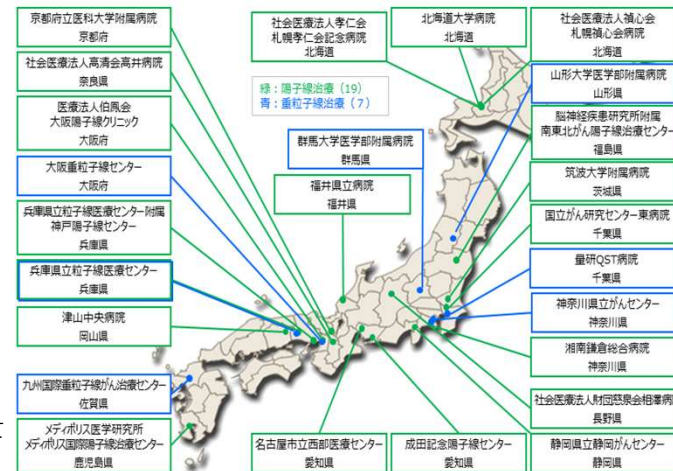 京都府立医科大学附属病院
京都府
社会医療法人高清会高井病院
奈良県
医療法人伯鳳会
大阪陽子線クリニック
大阪府
大阪重粒子線センター
大阪府
兵庫県立粒子線医療センター附属
神戸陽子線センター
兵庫県
兵庫県立粒子線医療センター
兵庫県
津山中央病院
岡山県
九州国際重粒子線がん治療センター
佐賀県
メディポリス医学研究所
メディポリス国際陽子線治療センター
鹿児島県
社会医療法人孝仁会
札幌孝仁会記念病院
北海道
北海道大学病院
北海道
社会医療法人禎心会
札幌禎心会病院
北海道
緑：陽子線治療（19）
青：重粒子線治療（7）
群馬大学医学部附属病院
群馬県
福井県立病院
福井県
山形大学医学部附属病院
山形県
脳神経疾患研究所附属
南東北がん陽子線治療センター
福島県
筑波大学附属病院
茨城県
国立がん研究センター東病院
千葉県
量研QST病院
千葉県
神奈川県立がんセンター
神奈川県
湘南鎌倉総合病院
神奈川県
社会医療法人財団慈泉会相澤病院
長野県
名古屋市立西部医療センター
愛知県
成田記念陽子線センター
愛知県
静岡県立静岡がんセンター
静岡県